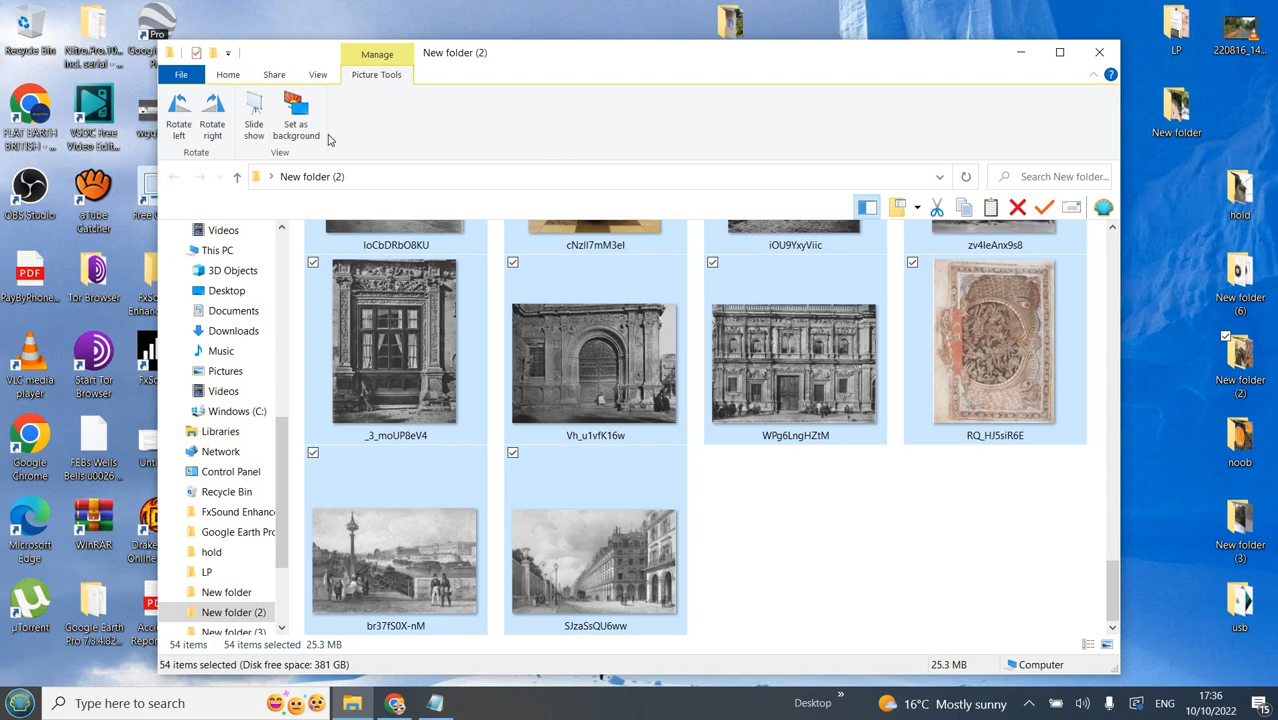 Recycle Bin
Nitro.Pro.10...
incl. serial - ...
Pro
Manage
New folder (2)
File
Home
Share
View
Picture Tools
?
Rotate
left
Rotate
right
Slide
show
Set as
background
Rotate
View
New folder (2)
Search New folder...
LP
220816_14...
New folder
hold
New folder
(6)
New folder
(2)
noob
New folder
(3)
usb
FLAT EARTH
BRITISH - ...
VSDC Free
Video Edit...
OBS Studio
aTube
Catcher
PDF
PayByPhone...
Tor Browser
VLC media
player
Start Tor
Browser
Google
Chrome
FEBs Wells
Bells u0026 ...
Microsoft
Edge
WinRAR
µTorrent
Google Earth
Pro 7.3.4.82...
Videos
This PC
3D Objects
Desktop
Documents
Downloads
Music
Pictures
Videos
Windows (C:)
Libraries
Network
Control Panel
Recycle Bin
FxSound Enhance
Google Earth Pro
hold
LP
New folder
New folder (2)
New folder (3)
IoCbDRbO8KU
cNzII7mM3eI
iOU9YxyViic
zv4IeAnx9s8
_3_moUP8eV4
Vh_u1vfK16w
WPg6LngHZtM
RQ_HJ5siR6E
br37fS0X-nM
SJzaSsQU6ww
54 items
54 items selected 25.3 MB
54 items selected (Disk free space: 381 GB)
25.3 MB
Computer
Type here to search
Desktop
»
16°C Mostly sunny
ENG
17:36
10/10/2022
15